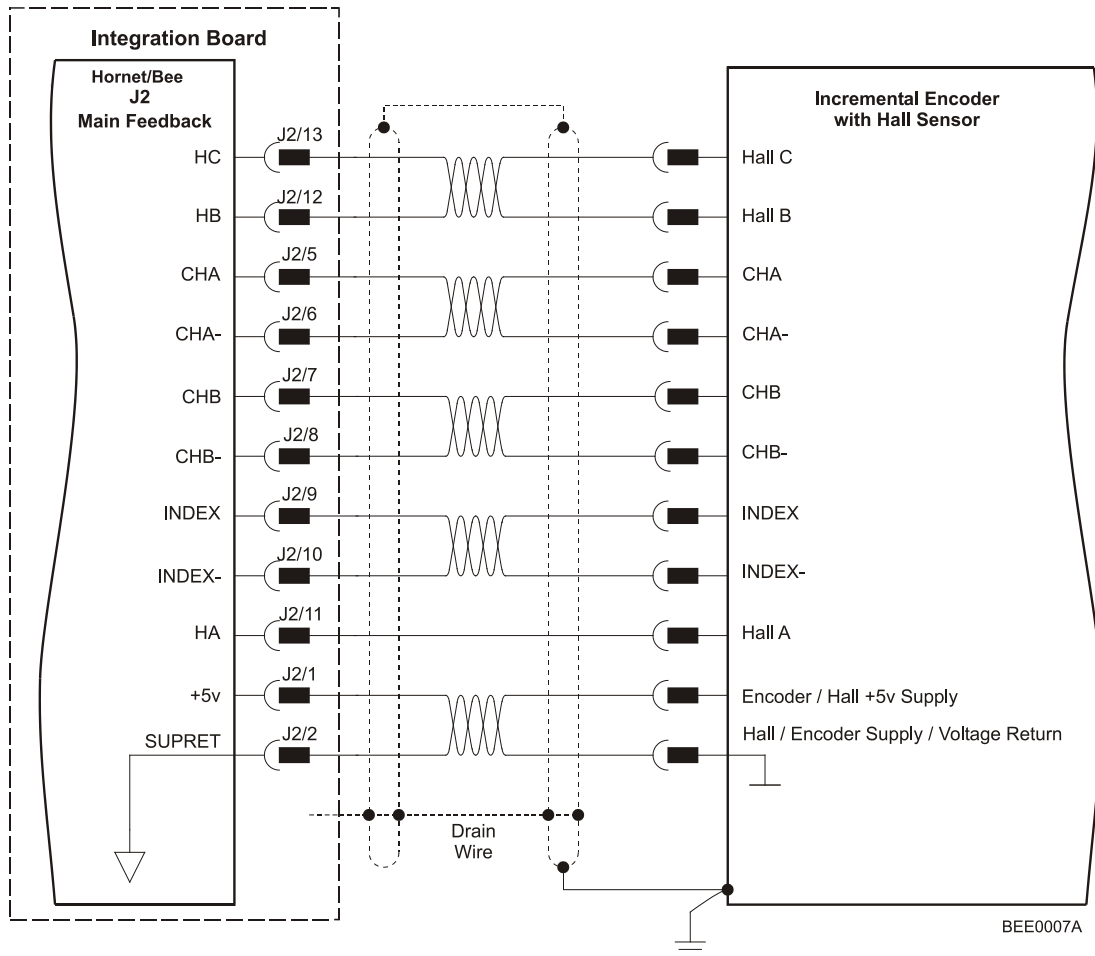 Integration Board
Hornet/Bee
J2
Main Feedback
Incremental Encoder
with Hall Sensor
HC
J2/13
Hall C
HB
J2/12
Hall B
CHA
J2/5
CHA
CHA-
J2/6
CHA-
CHB
J2/7
CHB
CHB-
J2/8
CHB-
INDEX
J2/9
INDEX
INDEX-
J2/10
INDEX-
HA
J2/11
Hall A
+5v
J2/1
Encoder / Hall +5v Supply
SUPRET
J2/2
Hall / Encoder Supply / Voltage Return
Drain
Wire
BEE0007A